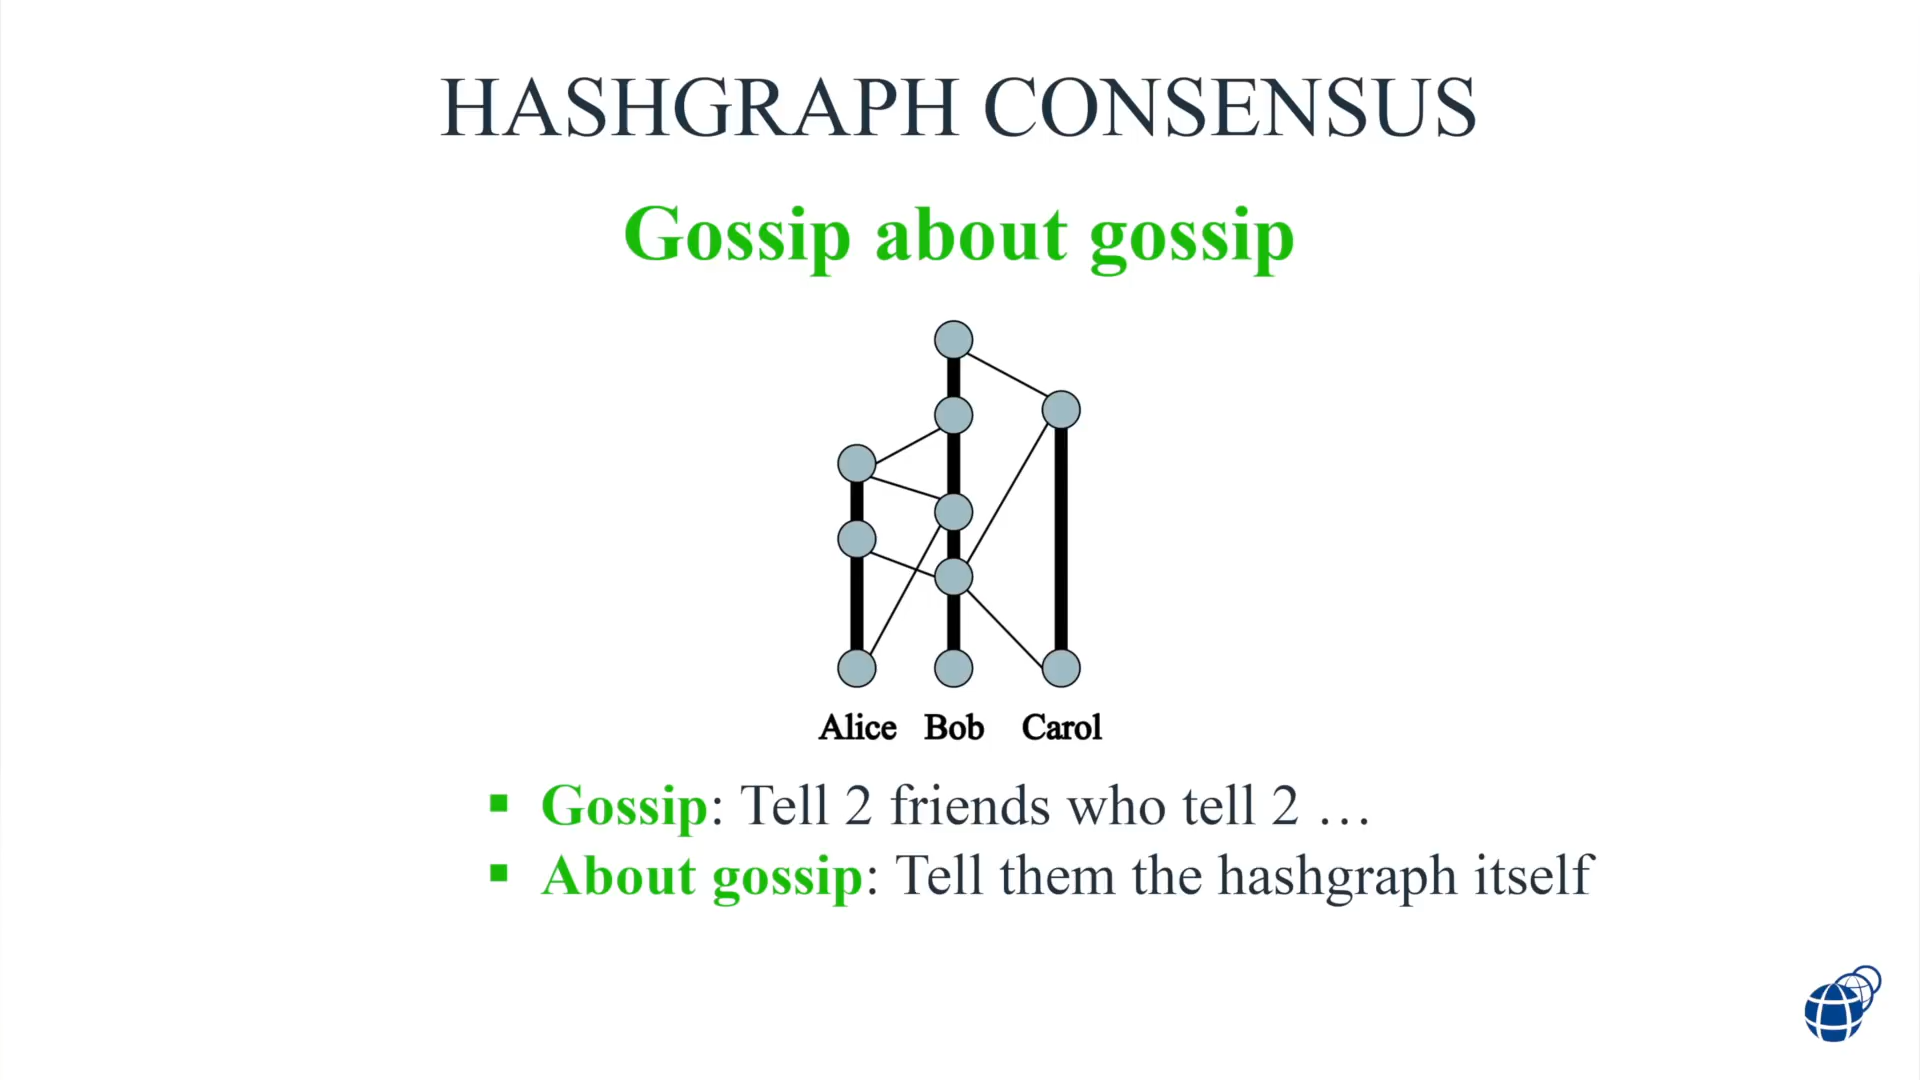 HASHGRAPH CONSENSUS
Gossip about gossip
Alice Bob Carol
▪ Gossip: Tell 2 friends who tell 2 …
▪ About gossip: Tell them the hashgraph itself